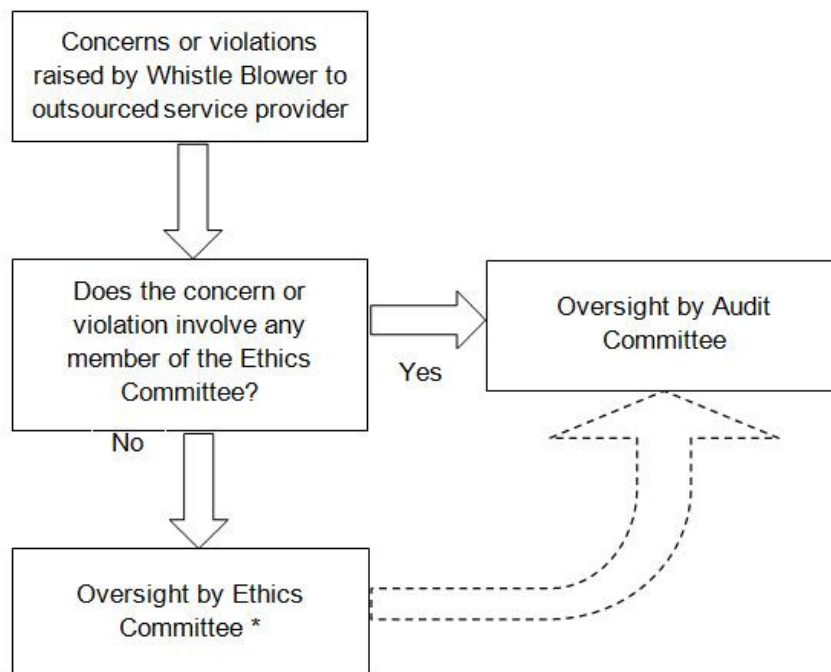 Concerns or violations
raised by Whistle Blower to
outsourced service provider
Does the concern or
violation involve any
member of the Ethics
Committee?
Yes
Oversight by Audit
Committee
No
Oversight by Ethics
Committee *